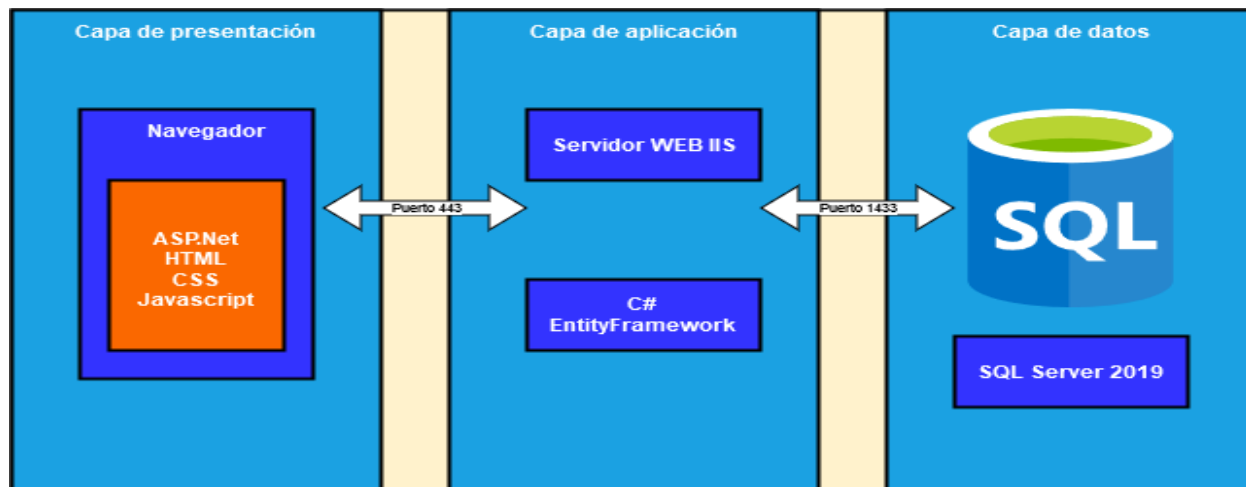 Capa de presentación
Navegador
ASP.Net
HTML
CSS
Javascript
Puerto 443
Capa de aplicación
Servidor WEB IIS
C#
EntityFramework
Puerto 1433
Capa de datos
SQL
SQL Server 2019